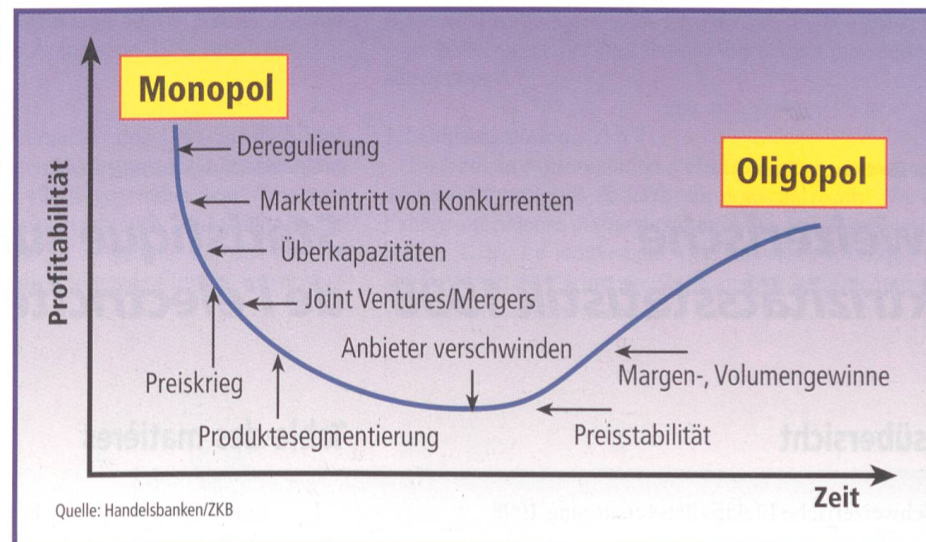 Monopol
Deregulierung
Oligopol
Markteintritt von Konkurrenten
Überkapazitäten
Joint Ventures/Mergers
Anbieter verschwinden
Preiskrieg
Margen-, Volumengewinne
Produktesegmentierung
Preisstabilität
Profitabilität
Zeit
Quelle: Handelsbanken/ZKB